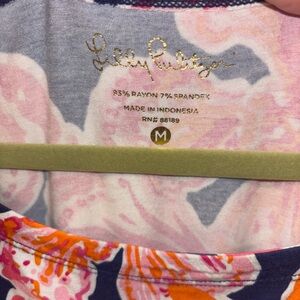 Lilly Pulitzer
93% RAYON 7% SPANDEX
MADE IN INDONESIA
RN# 88189
M